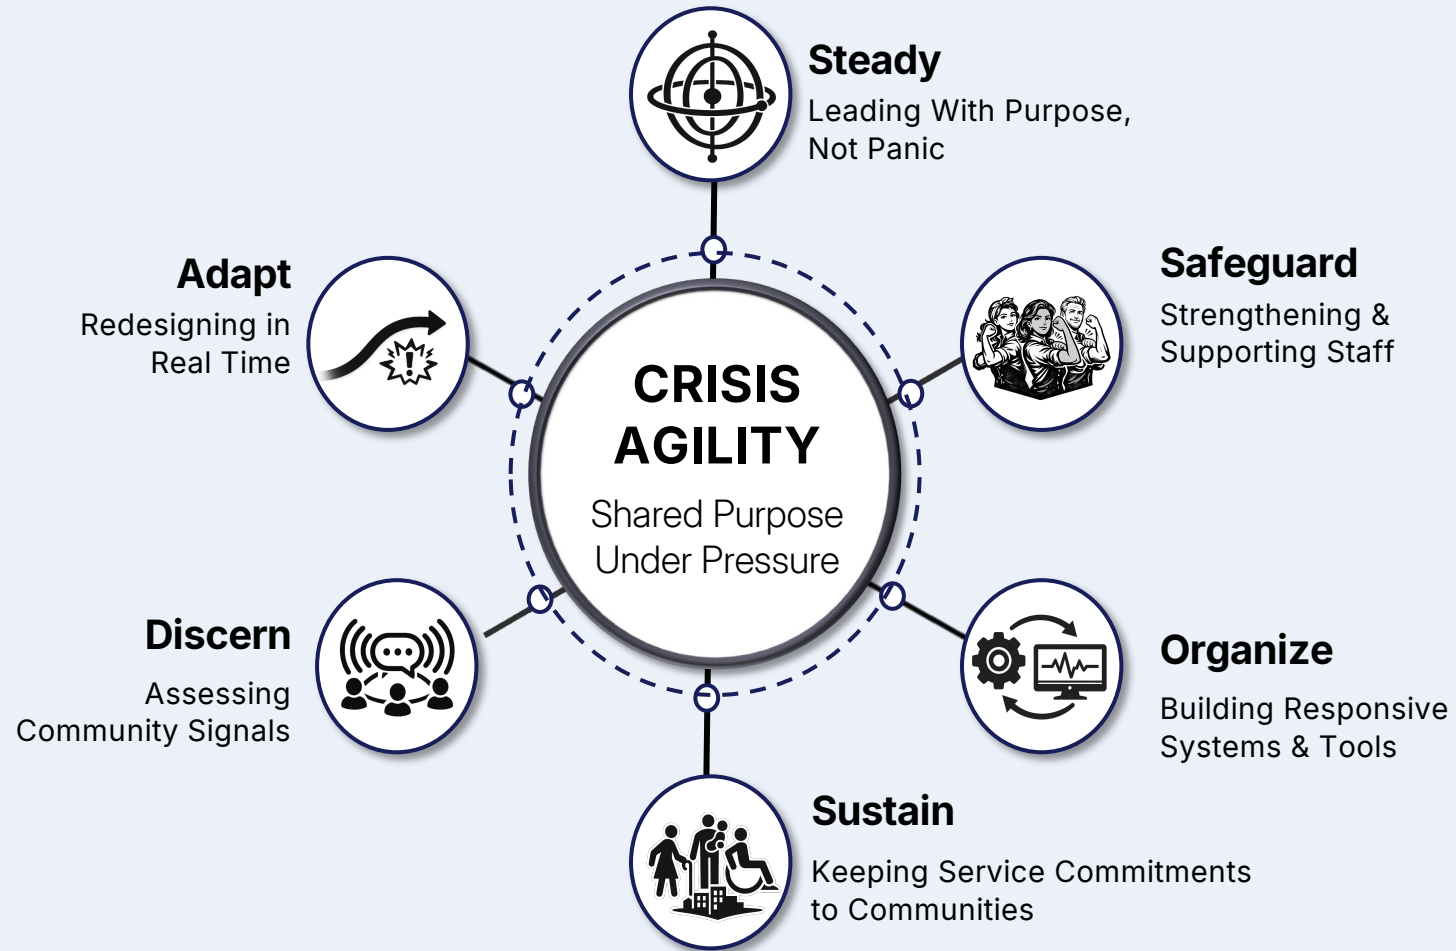 Steady
Leading With Purpose,
Not Panic
Safeguard
Strengthening &
Supporting Staff
Organize
Building Responsive
Systems & Tools
Sustain
Keeping Service Commitments
to Communities
Discern
Assessing
Community Signals
Adapt
Redesigning in
Real Time
!
CRISIS
AGILITY
Shared Purpose
Under Pressure